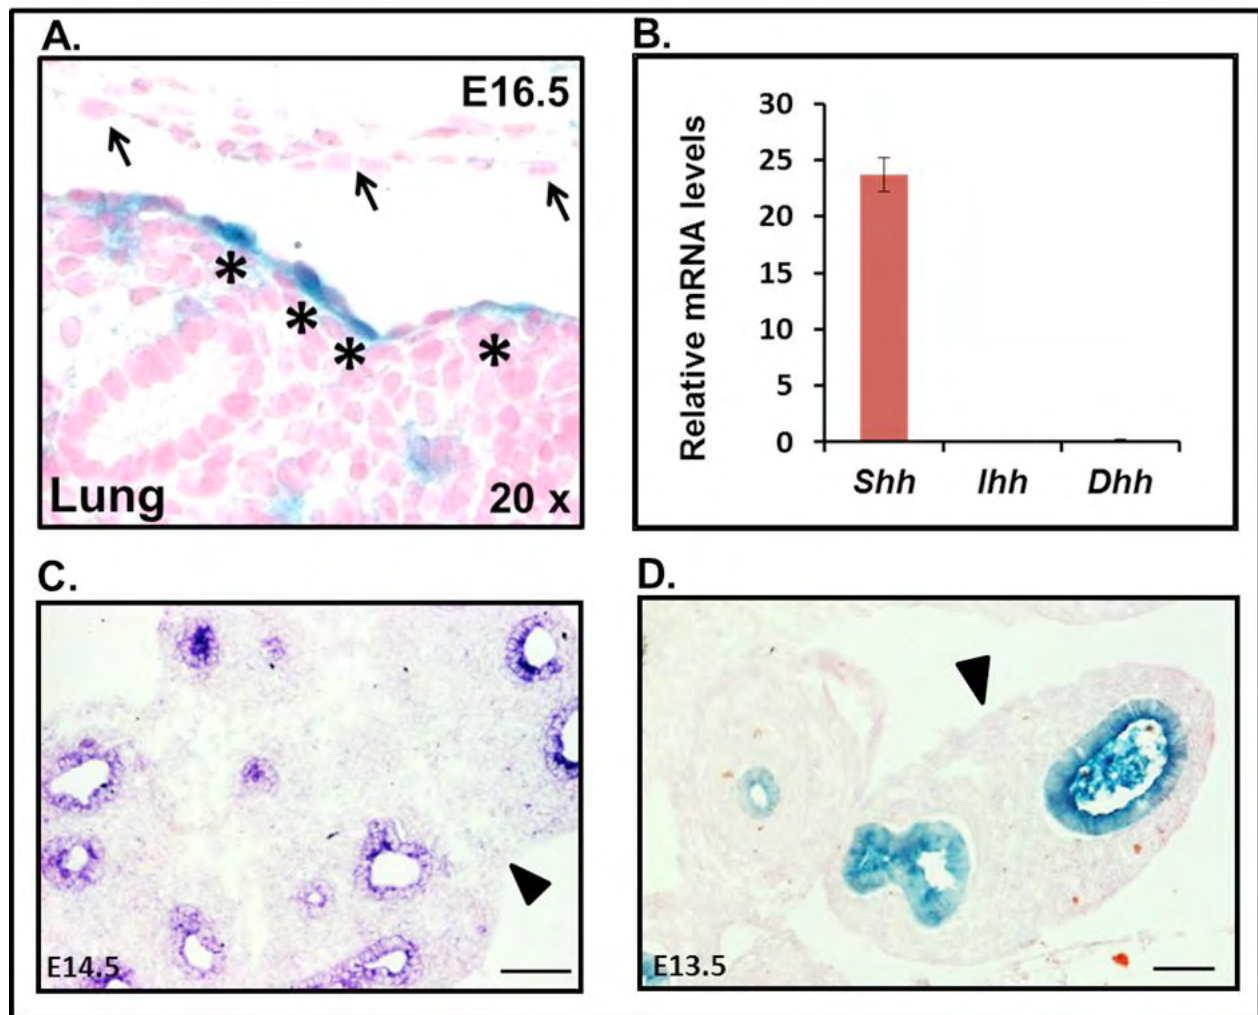 A.
E16.5
Lung
20 x
B.
Relative mRNA levels
30
25
20
15
10
5
0
Shh
Ihh
Dhh
C.
E14.5
D.
E13.5